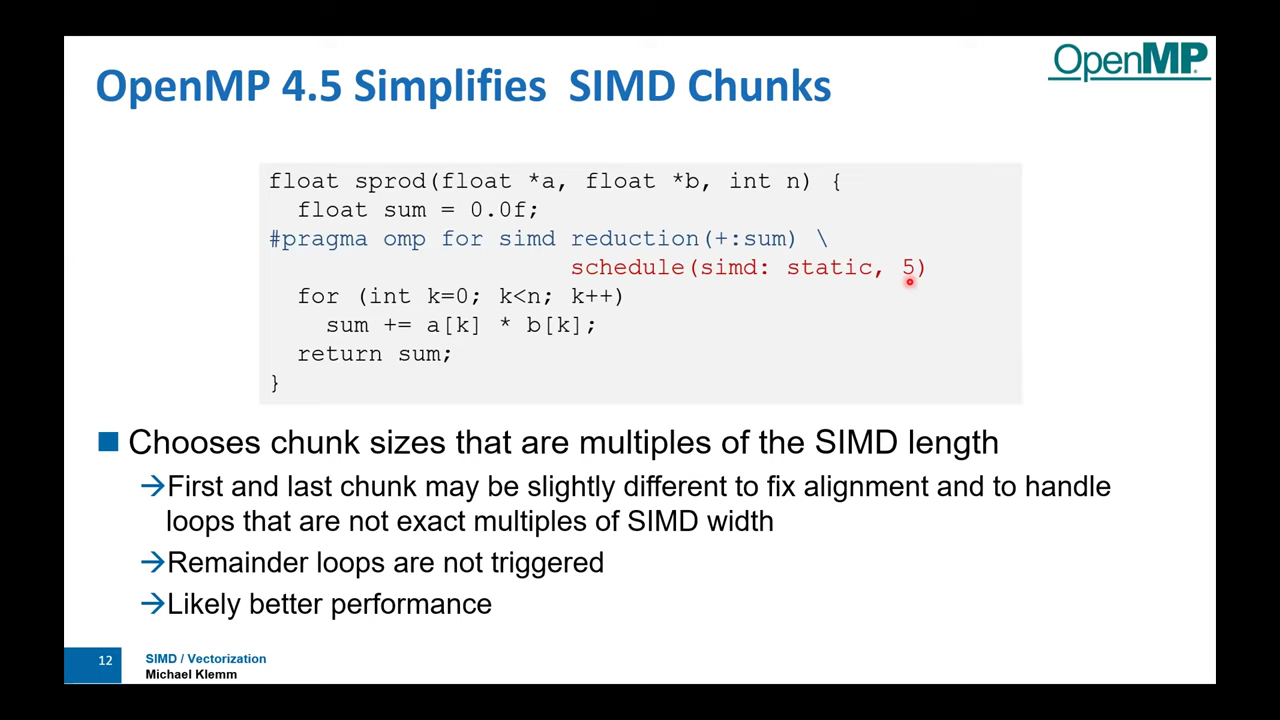 OpenMP 4.5 Simplifies  SIMD Chunks
OpenMP
float sprod(float *a, float *b, int n) {
  float sum = 0.0f;
#pragma omp for simd reduction(+:sum) \
                     schedule(simd: static, 5)
  for (int k=0; k<n; k++)
    sum += a[k] * b[k];
  return sum;
}
Chooses chunk sizes that are multiples of the SIMD length
→First and last chunk may be slightly different to fix alignment and to handle
loops that are not exact multiples of SIMD width
→Remainder loops are not triggered
→Likely better performance
12
SIMD / Vectorization
Michael Klemm